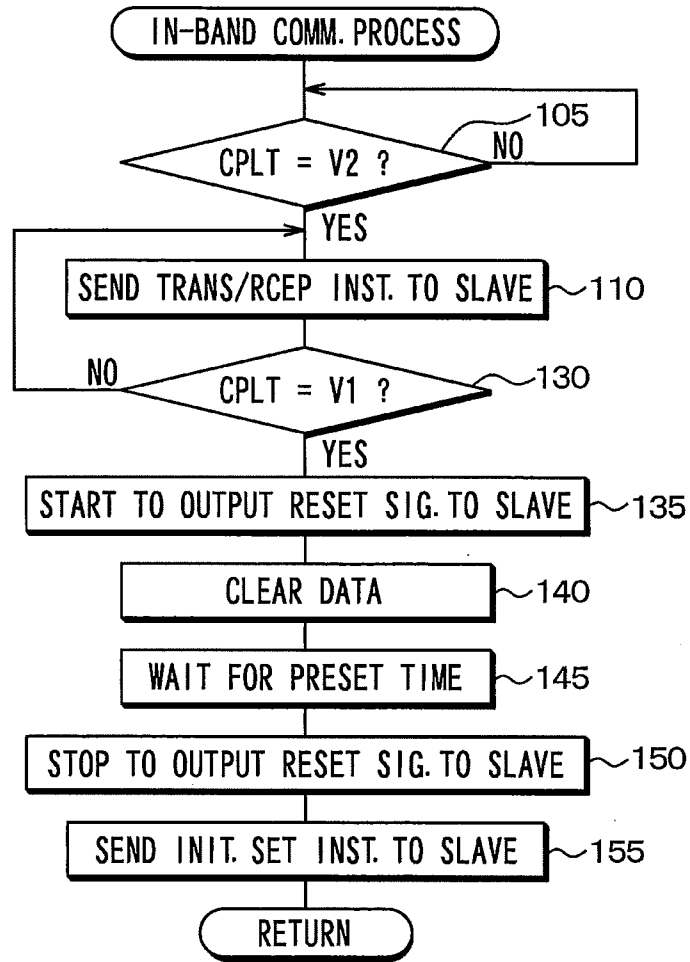 IN-BAND COMM. PROCESS
105
CPLT = V2 ?
NO
YES
SEND TRANS/RCEP INST. TO SLAVE
110
NO
CPLT = V1 ?
130
YES
START TO OUTPUT RESET SIG. TO SLAVE
135
CLEAR DATA
140
WAIT FOR PRESET TIME
145
STOP TO OUTPUT RESET SIG. TO SLAVE
150
SEND INIT. SET INST. TO SLAVE
155
RETURN